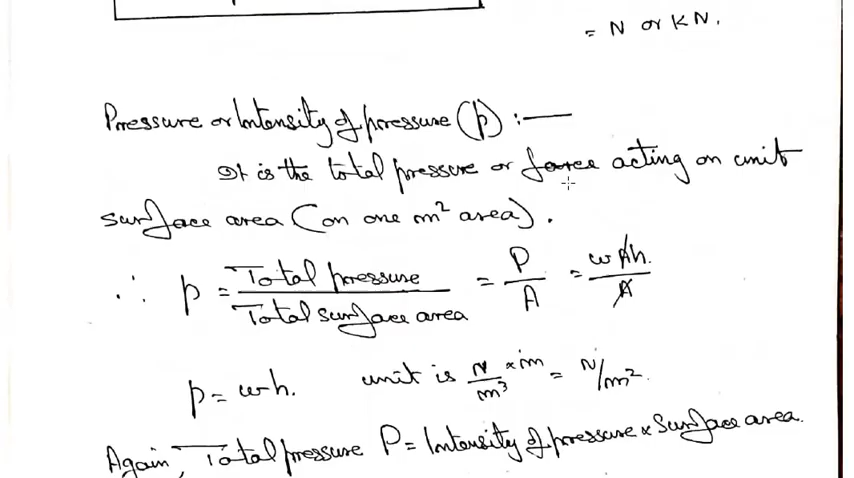 = N or KN.
Pressure or Intensity of pressure (p) :—
It is the total pressure or force acting on unit
surface area (on one m² area).
∴ p = Total pressure / Total surface area = P / A = wAh. / A
p = wh. unit is N/m³ × m = N/m².
Again, Total pressure P = Intensity of pressure × Surface area.